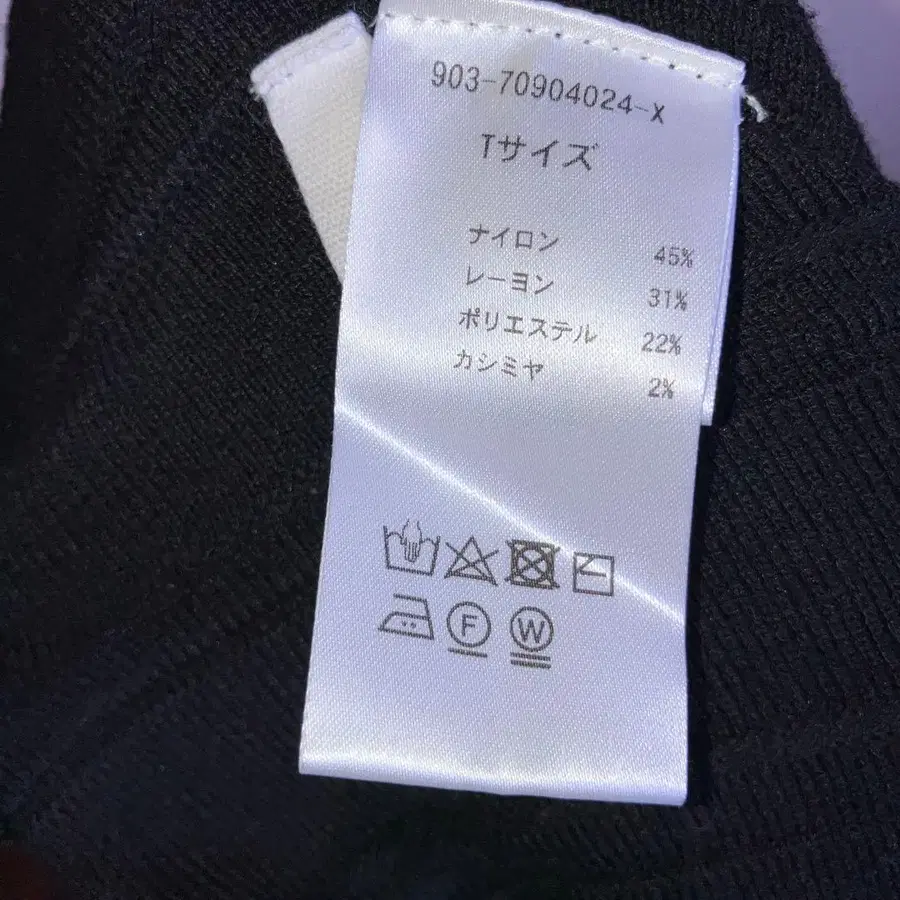 903-70904024-X
Tサイズ
ナイロン 45%
レーヨン 31%
ポリエステル 22%
カシミヤ 2%
F W